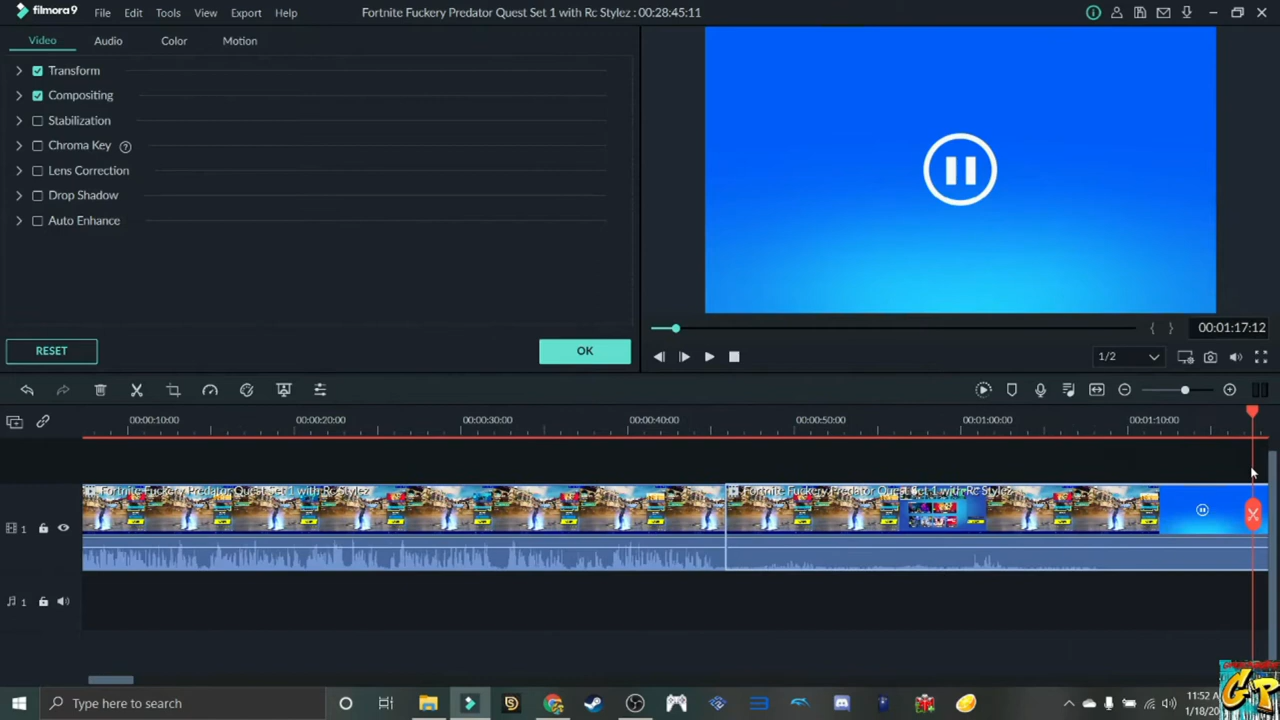 filmora 9 File Edit Tools View Export Help Fortnite Fuckery Predator Quest Set 1 with Rc Stylez : 00:28:45:11
Video Audio Color Motion
Transform
Compositing
Stabilization
Chroma Key ?
Lens Correction
Drop Shadow
Auto Enhance
{ } 00:01:17:12
RESET OK 1/2
00:00:10:00 00:00:20:00 00:00:30:00 00:00:40:00 00:00:50:00 00:01:00:00 00:01:10:00
Fortnite Fuckery Predator Quest Set 1 with Rc Stylez Fortnite Fuckery Predator Quest Set 1 with Rc Stylez
1
1
Type here to search 11:52 A
1/18/20
GP